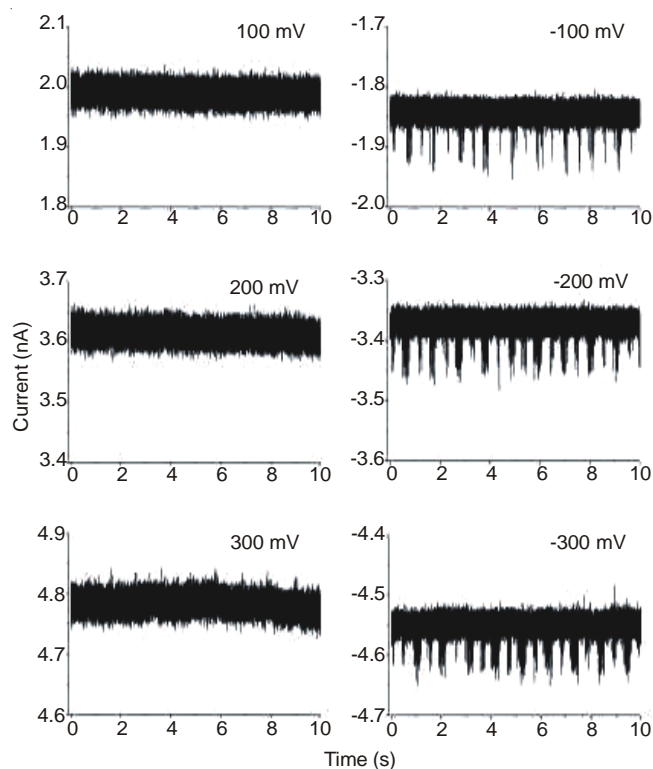 100 mV
2.1
2.0
1.9
1.8
0 2 4 6 8 10
-100 mV
-1.7
-1.8
-1.9
-2.0
0 2 4 6 8 10
200 mV
3.7
3.6
3.5
3.4
0 2 4 6 8 10
-200 mV
-3.3
-3.4
-3.5
-3.6
0 2 4 6 8 10
300 mV
4.9
4.8
4.7
4.6
0 2 4 6 8 10
-300 mV
-4.4
-4.5
-4.6
-4.7
0 2 4 6 8 10
Current (nA)
Time (s)